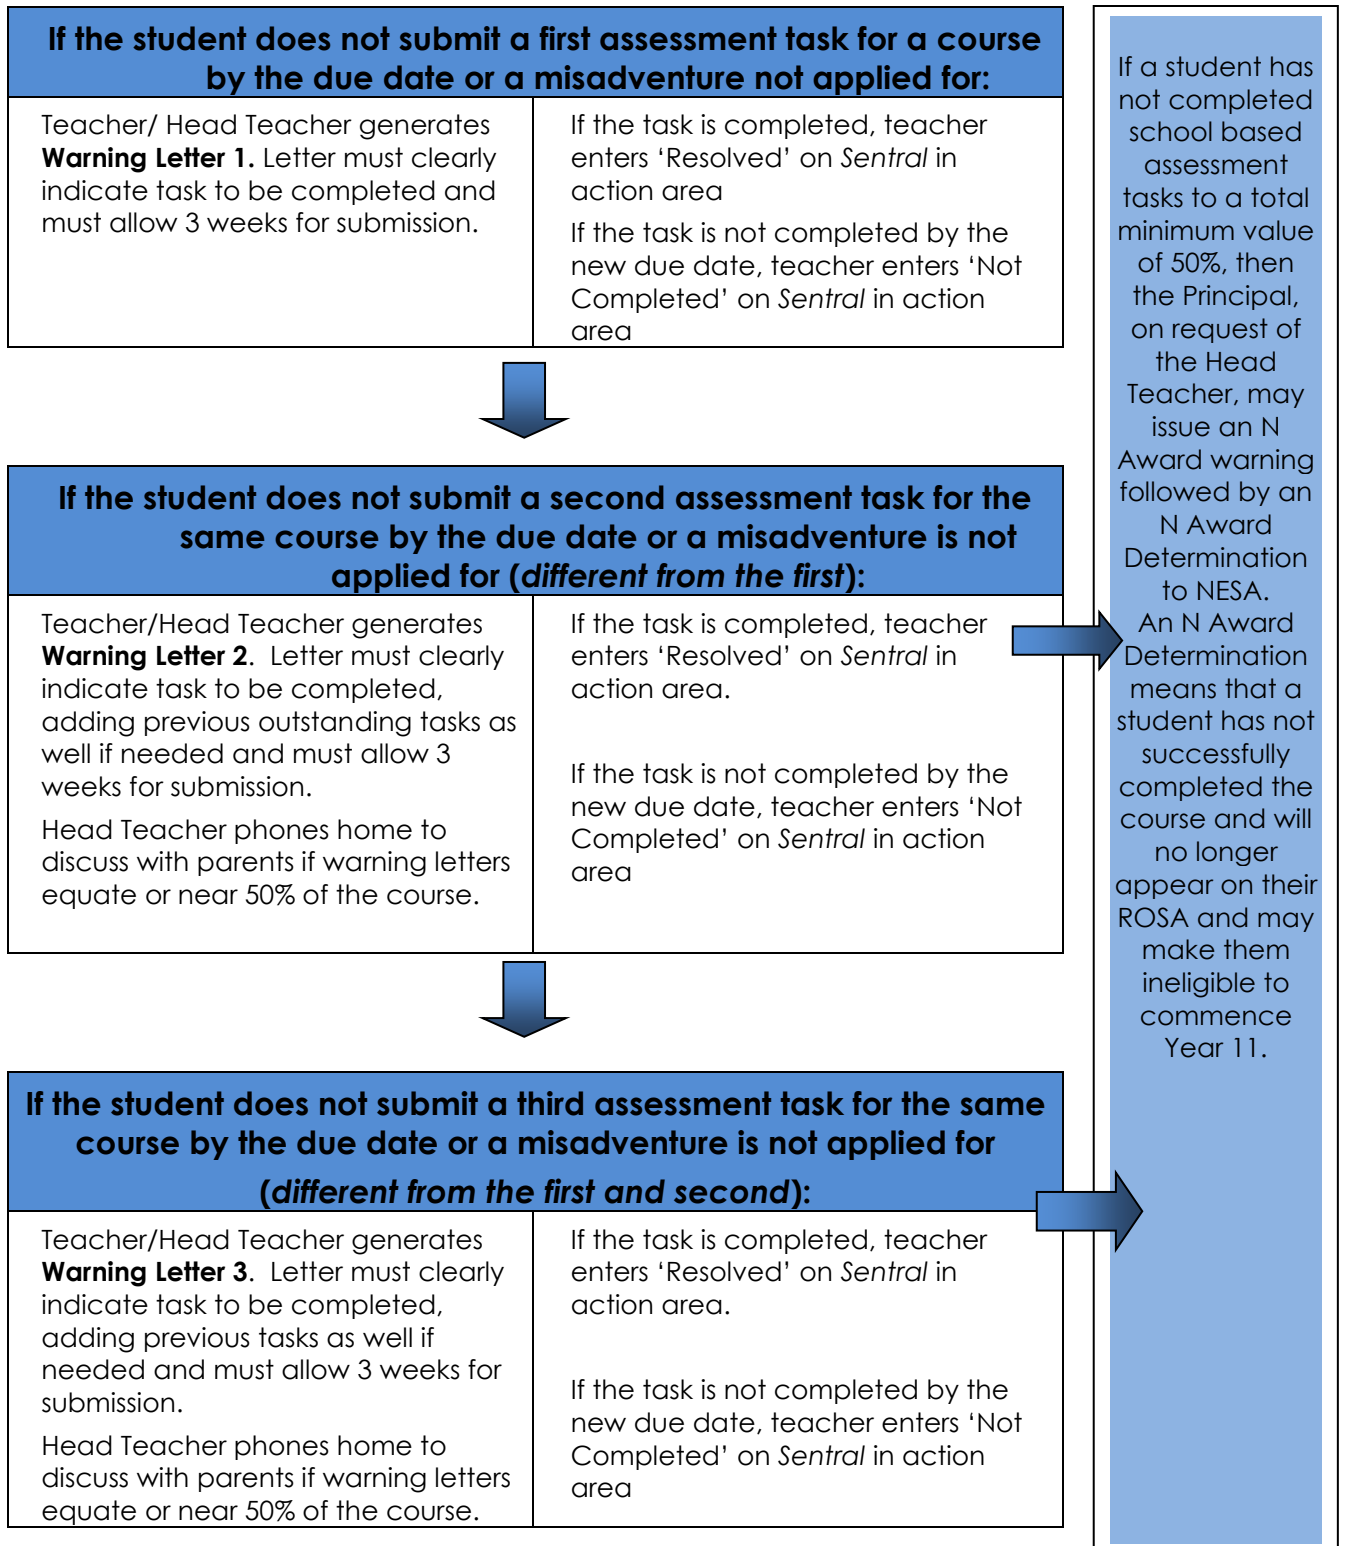 If the student does not submit a first assessment task for a course
by the due date or a misadventure not applied for:
Teacher/ Head Teacher generates
Warning Letter 1. Letter must clearly
indicate task to be completed and
must allow 3 weeks for submission.
If the task is completed, teacher
enters ‘Resolved’ on Sentral in
action area
If the task is not completed by the
new due date, teacher enters ‘Not
Completed’ on Sentral in action
area
If the student does not submit a second assessment task for the
same course by the due date or a misadventure is not
applied for (different from the first):
Teacher/Head Teacher generates
Warning Letter 2.  Letter must clearly
indicate task to be completed,
adding previous outstanding tasks as
well if needed and must allow 3
weeks for submission.
Head Teacher phones home to
discuss with parents if warning letters
equate or near 50% of the course.
If the task is completed, teacher
enters ‘Resolved’ on Sentral in
action area.
If the task is not completed by the
new due date, teacher enters ‘Not
Completed’ on Sentral in action
area
If the student does not submit a third assessment task for the same
course by the due date or a misadventure is not applied for
(different from the first and second):
Teacher/Head Teacher generates
Warning Letter 3.  Letter must clearly
indicate task to be completed,
adding previous tasks as well if
needed and must allow 3 weeks for
submission.
Head Teacher phones home to
discuss with parents if warning letters
equate or near 50% of the course.
If the task is completed, teacher
enters ‘Resolved’ on Sentral in
action area.
If the task is not completed by the
new due date, teacher enters ‘Not
Completed’ on Sentral in action
area
If a student has
not completed
school based
assessment
tasks to a total
minimum value
of 50%, then
the Principal,
on request of
the Head
Teacher, may
issue an N
Award warning
followed by an
N Award
Determination
to NESA.
An N Award
Determination
means that a
student has not
successfully
completed the
course and will
no longer
appear on their
ROSA and may
make them
ineligible to
commence
Year 11.